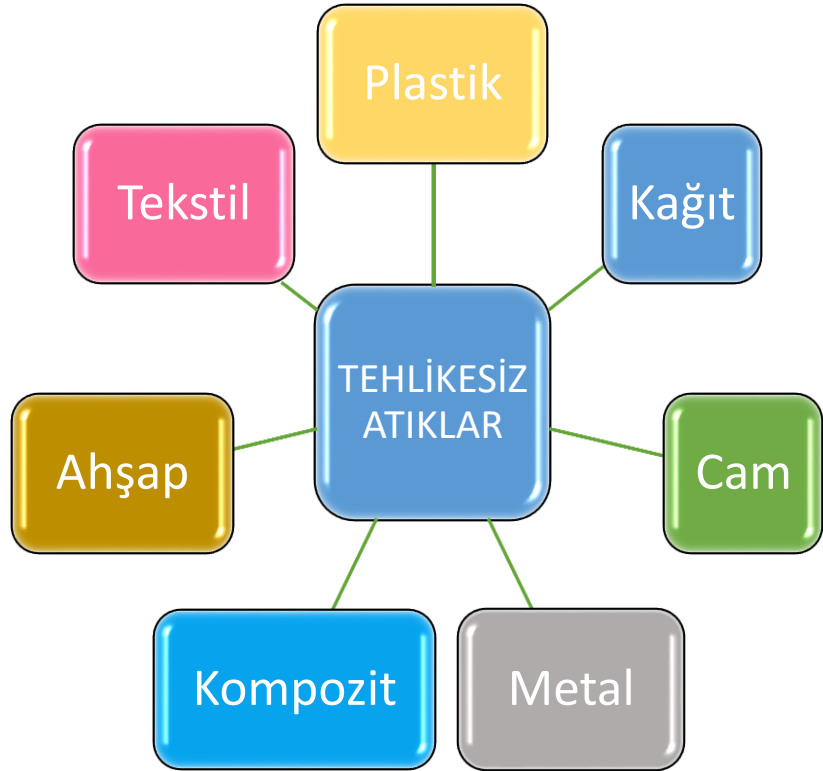 Plastik
Tekstil
Kağıt
TEHLİKESİZ
ATIKLAR
Ahşap
Cam
Kompozit
Metal